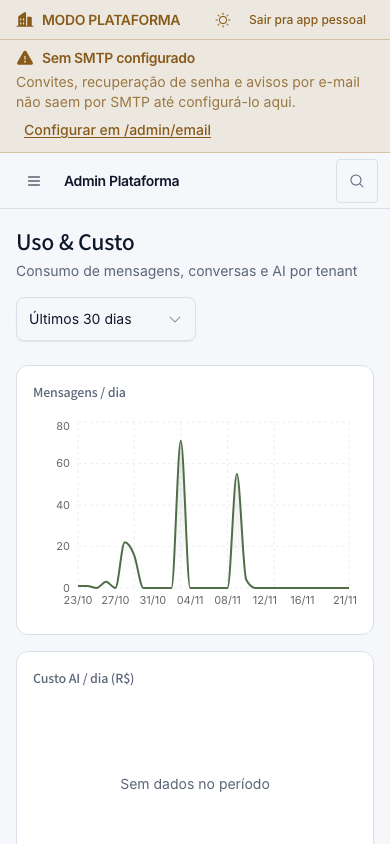 MODO PLATAFORMA
Sair pra app pessoal
Sem SMTP configurado
Convites, recuperação de senha e avisos por e-mail
não saem por SMTP até configurá-lo aqui.
Configurar em /admin/email
Admin Plataforma
Uso & Custo
Consumo de mensagens, conversas e AI por tenant
Últimos 30 dias
Mensagens / dia
80
60
40
20
0
23/10 27/10 31/10 04/11 08/11 12/11 16/11 21/11
Custo AI / dia (R$)
Sem dados no período